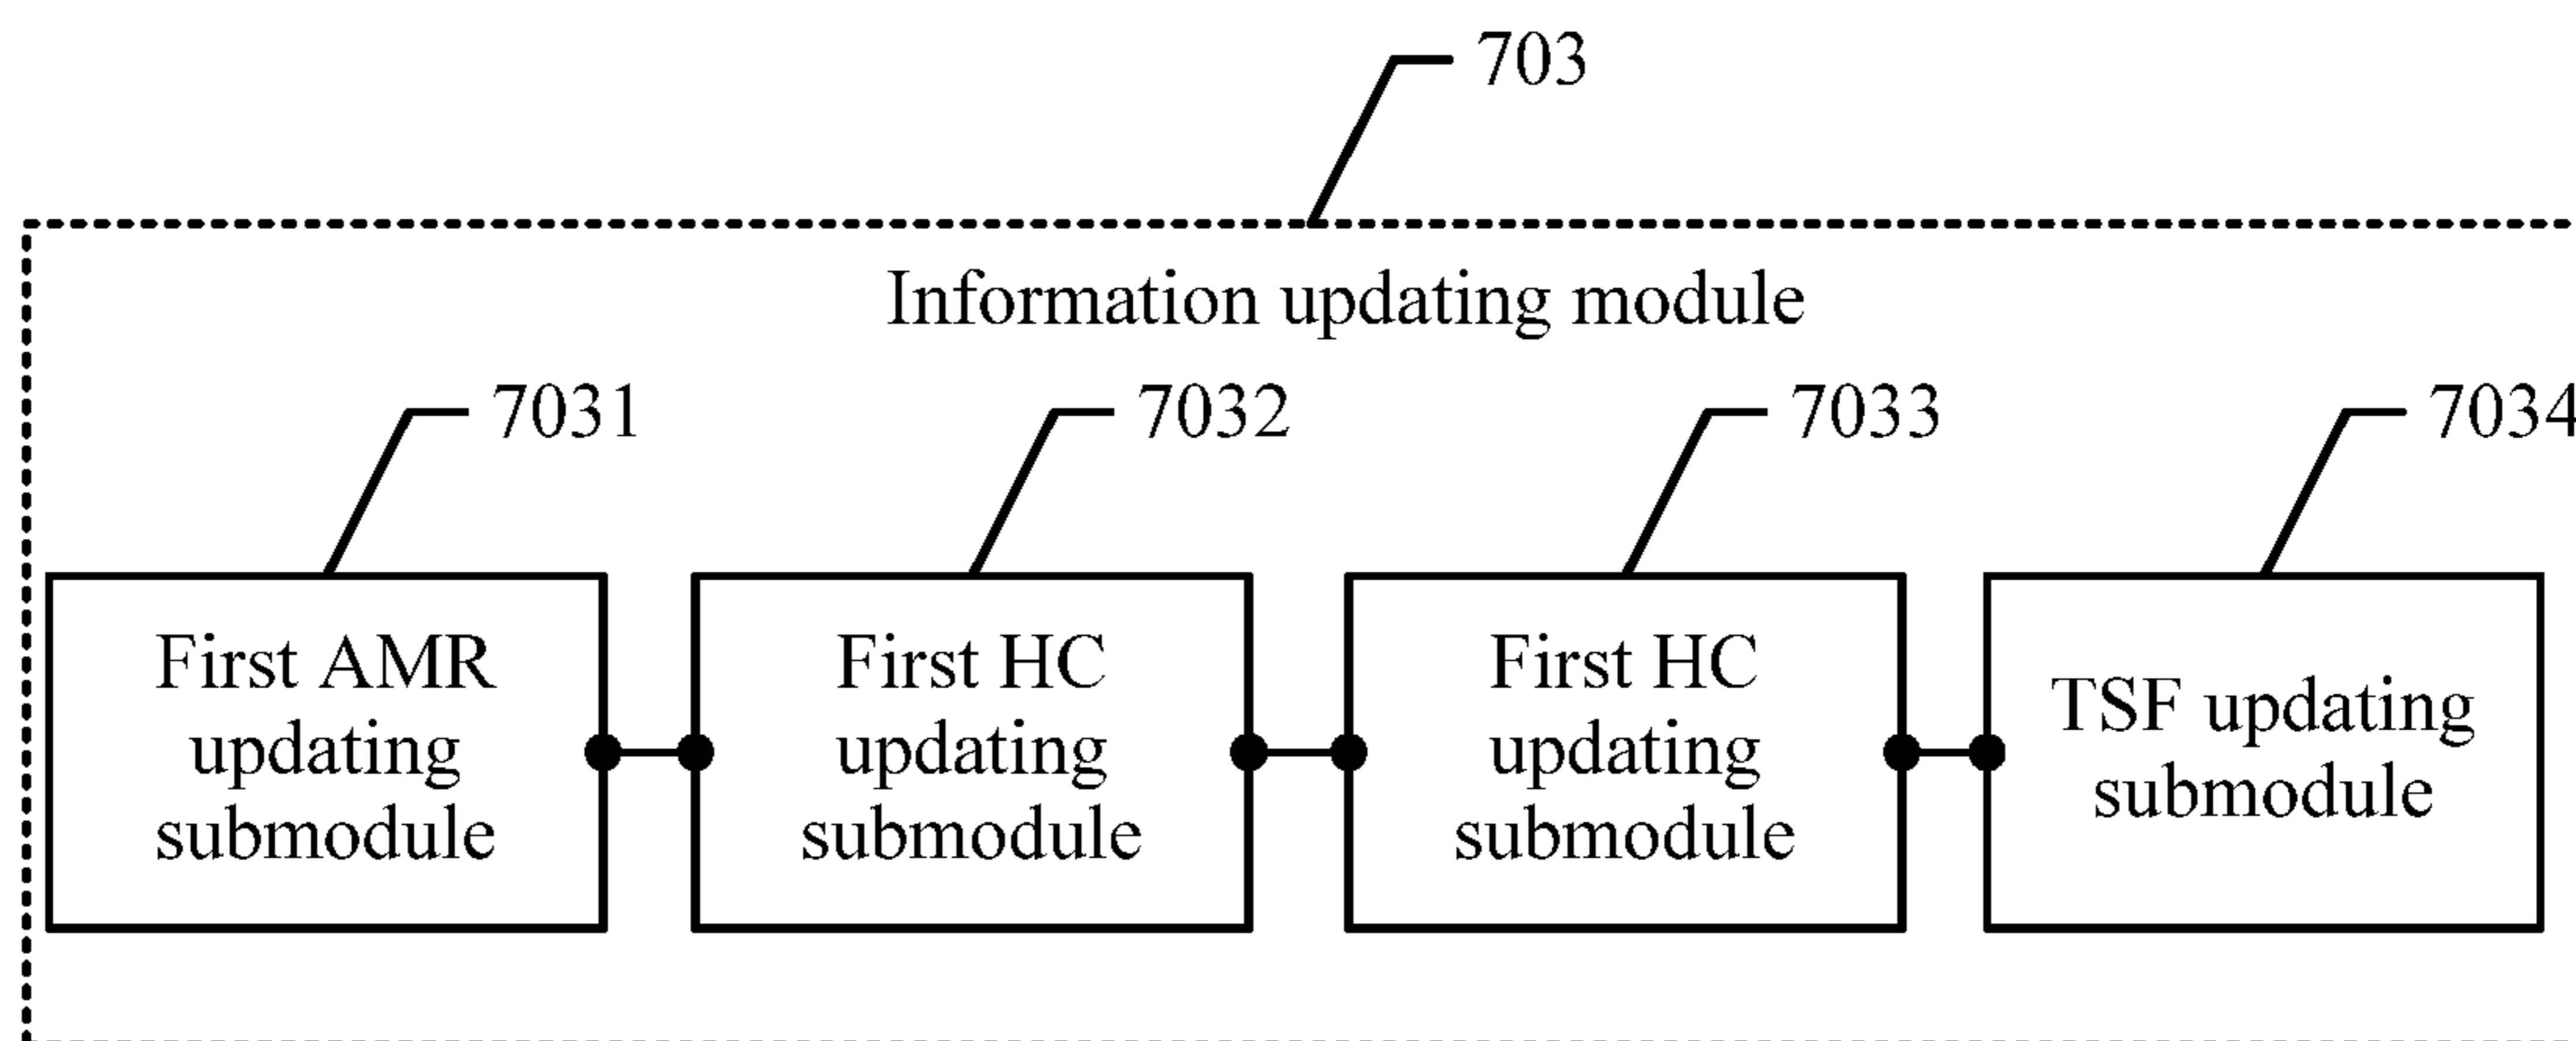 703
Information updating module
7031
7032
7033
7034
First AMR
updating
submodule
First HC
updating
submodule
First HC
updating
submodule
TSF updating
submodule